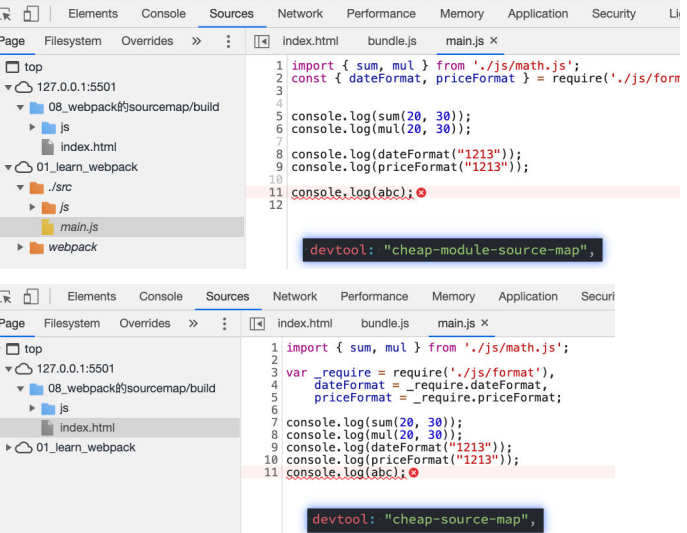 Elements Console Sources Network Performance Memory Application Security
Page Filesystem Overrides » index.html bundle.js main.js ×
top
127.0.0.1:5501
08_webpack的sourcemap/build
js
index.html
01_learn_webpack
./src
js
main.js
webpack
1 import { sum, mul } from './js/math.js';
2 const { dateFormat, priceFormat } = require('./js/form
3
4
5 console.log(sum(20, 30));
6 console.log(mul(20, 30));
7
8 console.log(dateFormat("1213"));
9 console.log(priceFormat("1213"));
10
11 console.log(abc);
12
devtool: "cheap-module-source-map",
Elements Console Sources Network Performance Memory Application Securi
Page Filesystem Overrides » index.html bundle.js main.js ×
top
127.0.0.1:5501
08_webpack的sourcemap/build
js
index.html
01_learn_webpack
1 import { sum, mul } from './js/math.js';
2
3 var _require = require('./js/format'),
4 dateFormat = _require.dateFormat,
5 priceFormat = _require.priceFormat;
6
7 console.log(sum(20, 30));
8 console.log(mul(20, 30));
9 console.log(dateFormat("1213"));
10 console.log(priceFormat("1213"));
11 console.log(abc);
devtool: "cheap-source-map",